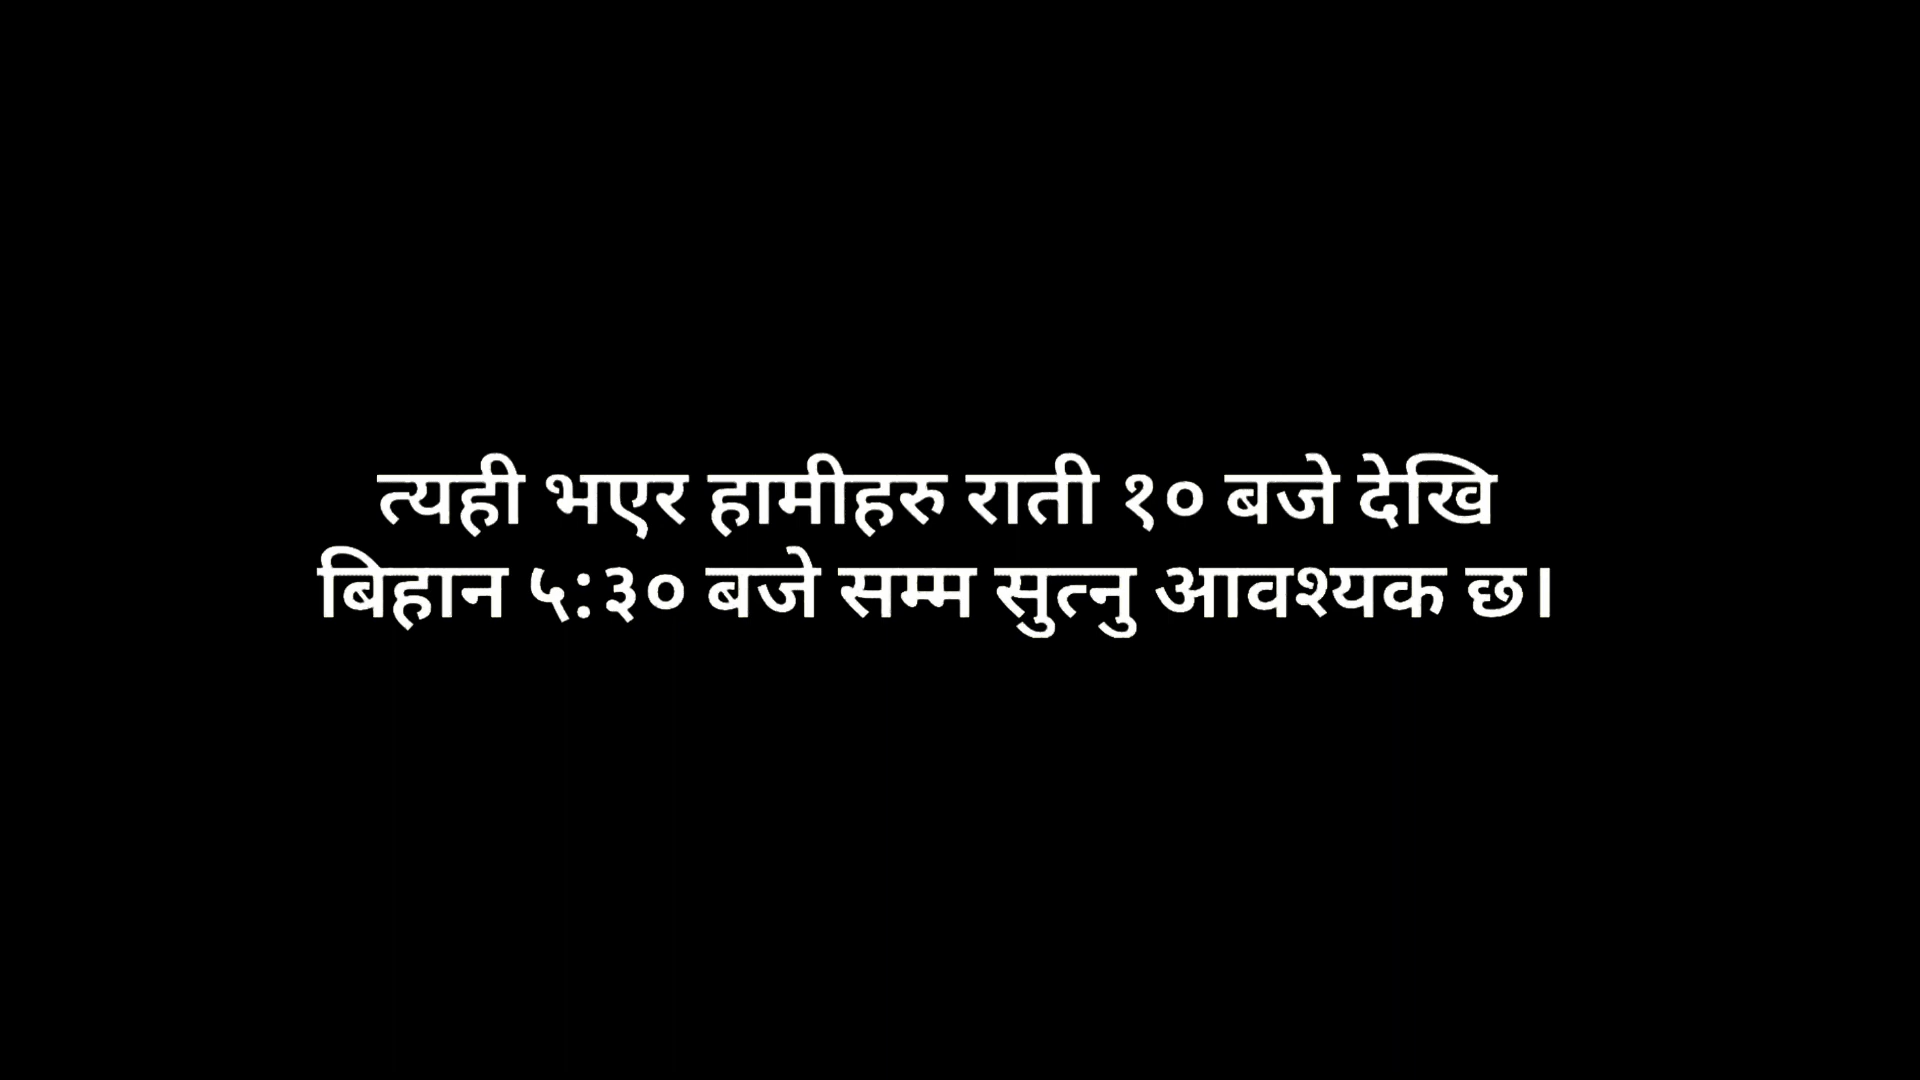 त्यही भएर हामीहरु राती १० बजे देखि
बिहान ५:३० बजे सम्म सुत्नु आवश्यक छ।